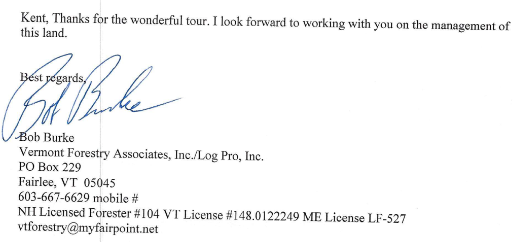 Kent, Thanks for the wonderful tour. I look forward to working with you on the management of
this land.
Best regards,
Bob Burke
Bob Burke
Vermont Forestry Associates, Inc./Log Pro, Inc.
PO Box 229
Fairlee, VT 05045
603-667-6629 mobile #
NH Licensed Forester #104 VT License #148.0122249 ME License LF-527
vtforestry@myfairpoint.net